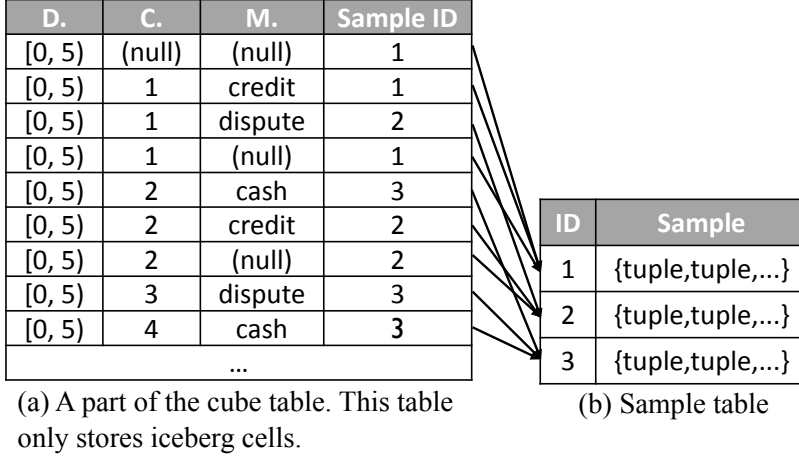 D. C. M. Sample ID
[0, 5) (null) (null) 1
[0, 5) 1 credit 1
[0, 5) 1 dispute 2
[0, 5) 1 (null) 1
[0, 5) 2 cash 3
[0, 5) 2 credit 2
[0, 5) 2 (null) 2
[0, 5) 3 dispute 3
[0, 5) 4 cash 3
...
(a) A part of the cube table. This table
only stores iceberg cells.
ID Sample
1 {tuple,tuple,...}
2 {tuple,tuple,...}
3 {tuple,tuple,...}
(b) Sample table